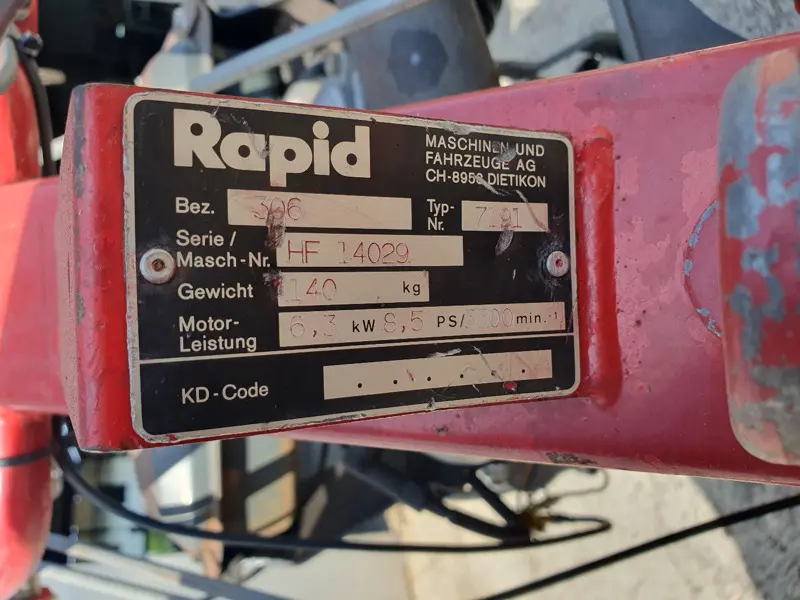 Rapid
MASCHINEN UND
FAHRZEUGE AG
CH-8953 DIETIKON
Bez. 306
Typ-
Nr.
Serie /
Masch-Nr. HF 14029
Gewicht 140 kg
Motor-
Leistung 6,3 kW 8,5 PS/ min.-1
KD-Code